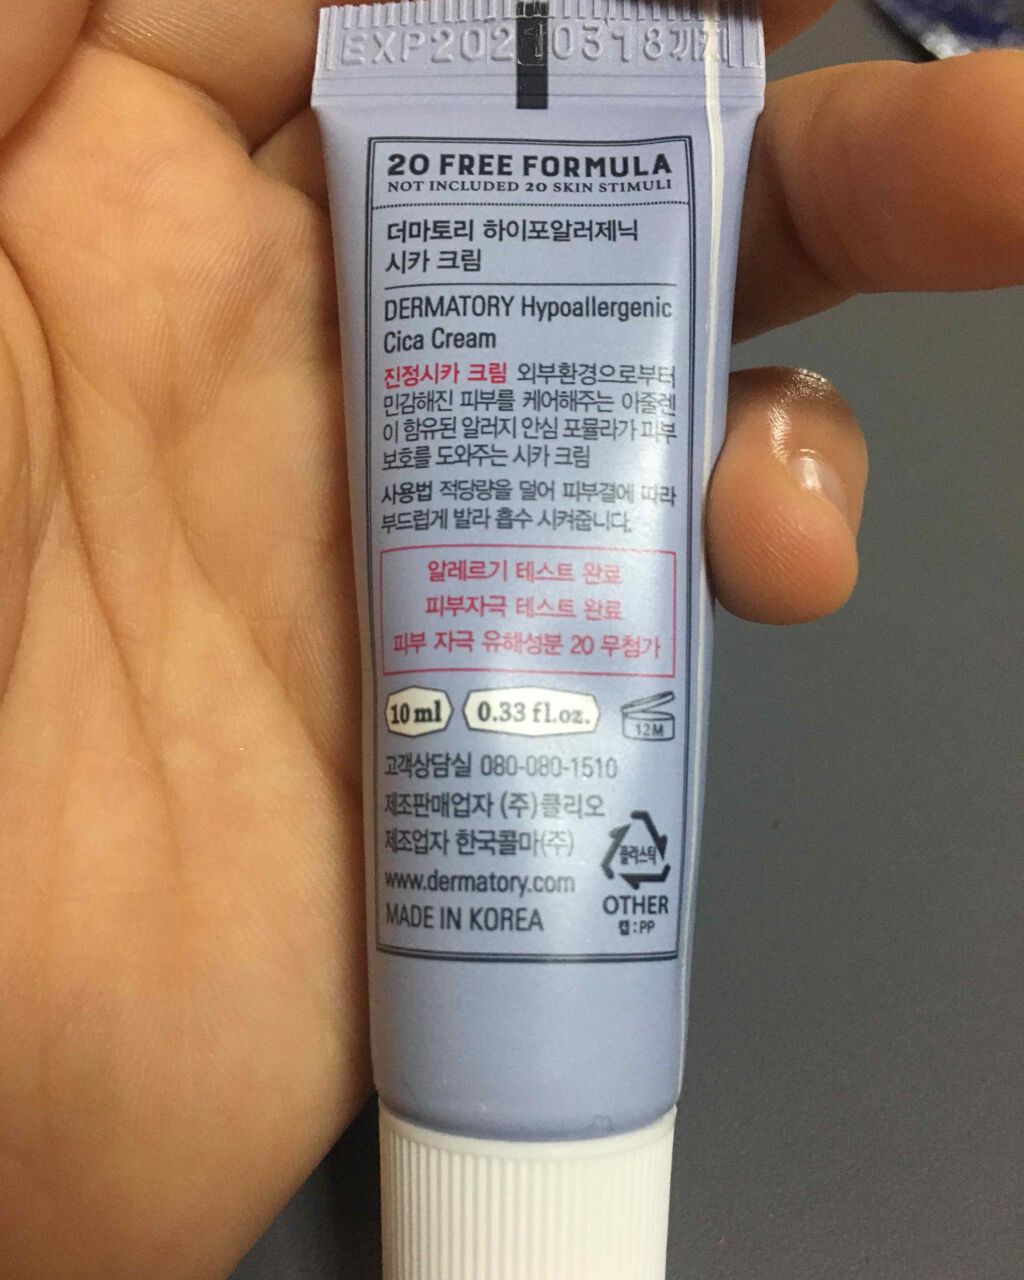 EXP 20210318까지
20 FREE FORMULA
NOT INCLUDED 20 SKIN STIMULI
더마토리 하이포알러제닉
시카 크림
DERMATORY Hypoallergenic
Cica Cream
진정시카 크림 외부환경으로부터
민감해진 피부를 케어해주는 아줄렌
이 함유된 알러지 안심 포뮬라가 피부
보호를 도와주는 시카 크림
사용법 적당량을 덜어 피부결에 따라
부드럽게 발라 흡수 시켜줍니다.
알레르기 테스트 완료
피부자극 테스트 완료
피부 자극 유해성분 20 무첨가
10 ml 0.33 fl.oz. 12M
고객상담실 080-080-1510
제조판매업자 (주)클리오
제조업자 한국콜마(주)
플라스틱
www.dermatory.com
OTHER
캡:PP
MADE IN KOREA